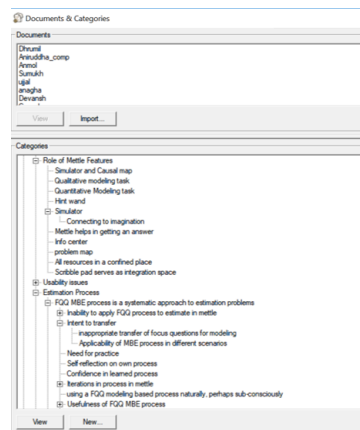 Documents & Categories
Documents
Dhrumil
Aniruddha_comp
Anmol
Sumukh
ujjal
anagha
Devansh
View
Import...
Categories
Role of Mettle Features
Simulator and Causal map
Qualitative modeling task
Quantitative Modeling task
Hint wand
Simulator
Connecting to imagination
Mettle helps in getting an answer
Info center
problem map
All resources in a confined place
Scribble pad serves as integration space
Usability issues
Estimation Process
FQQ MBE process is a systematic approach to estimation problems
Inability to apply FQQ process to estimate in mettle
Intent to transfer
inappropriate transfer of focus questions for modeling
Applicability of MBE process in different scenarios
Need for practice
Self-reflection on own process
Confidence in learned process
Iterations in process in mettle
using a FQQ modeling based process naturally, perhaps sub-consciously
Usefulness of FQQ MBE process
View
New...